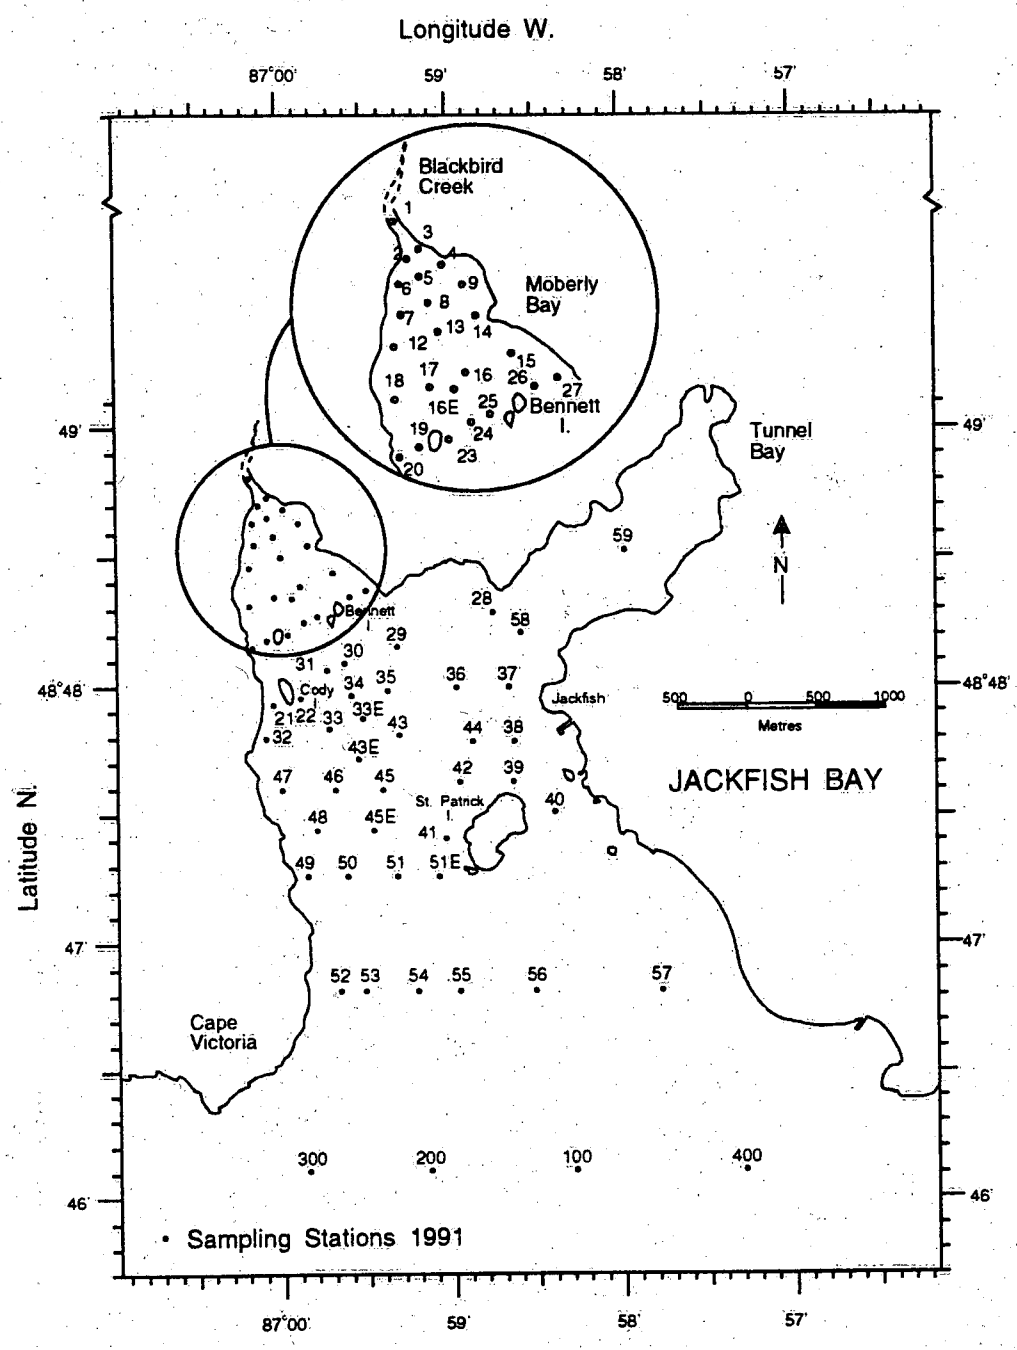 Longitude W.
87°00'
59'
58'
57'
Blackbird
Creek
1
3
2
4
5
6
9
Moberly
Bay
8
7
13
14
12
15
17
16
26
18
27
16E
25
Bennett
I.
19
24
23
20
49'
49'
Tunnel
Bay
59
N
28
Bennett
I.
58
29
30
31
36
37
34
35
48°48'
48°48'
Cody
I.
Jackfish
500
0
500
1000
Metres
33E
21
22
33
43
44
38
32
43E
JACKFISH BAY
47
46
45
42
39
St. Patrick
I.
40
48
45E
41
49
50
51
51E
Latitude N.
47'
47'
52
53
54
55
56
57
Cape
Victoria
300
200
100
400
46'
46'
• Sampling Stations 1991
87°00'
59'
58'
57'